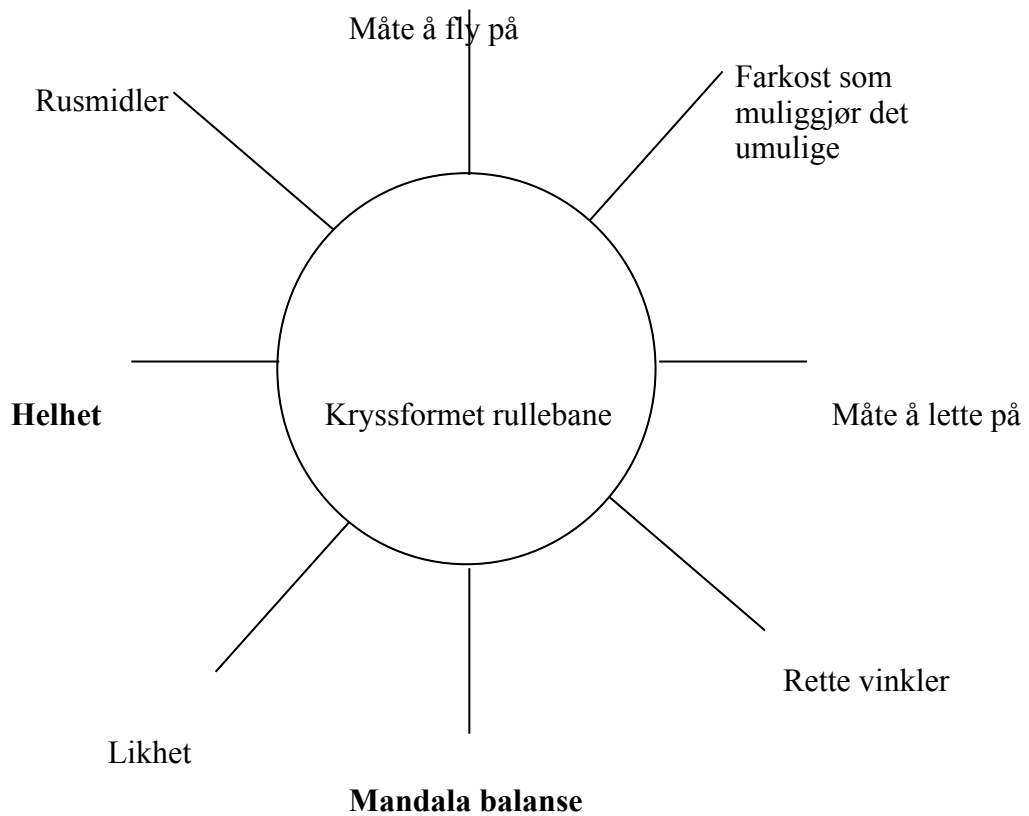 Måte å fly på
Farkost som
muliggjør det
umulige
Rusmidler
Helhet
Kryssformet rullebane
Måte å lette på
Rette vinkler
Likhet
Mandala balanse